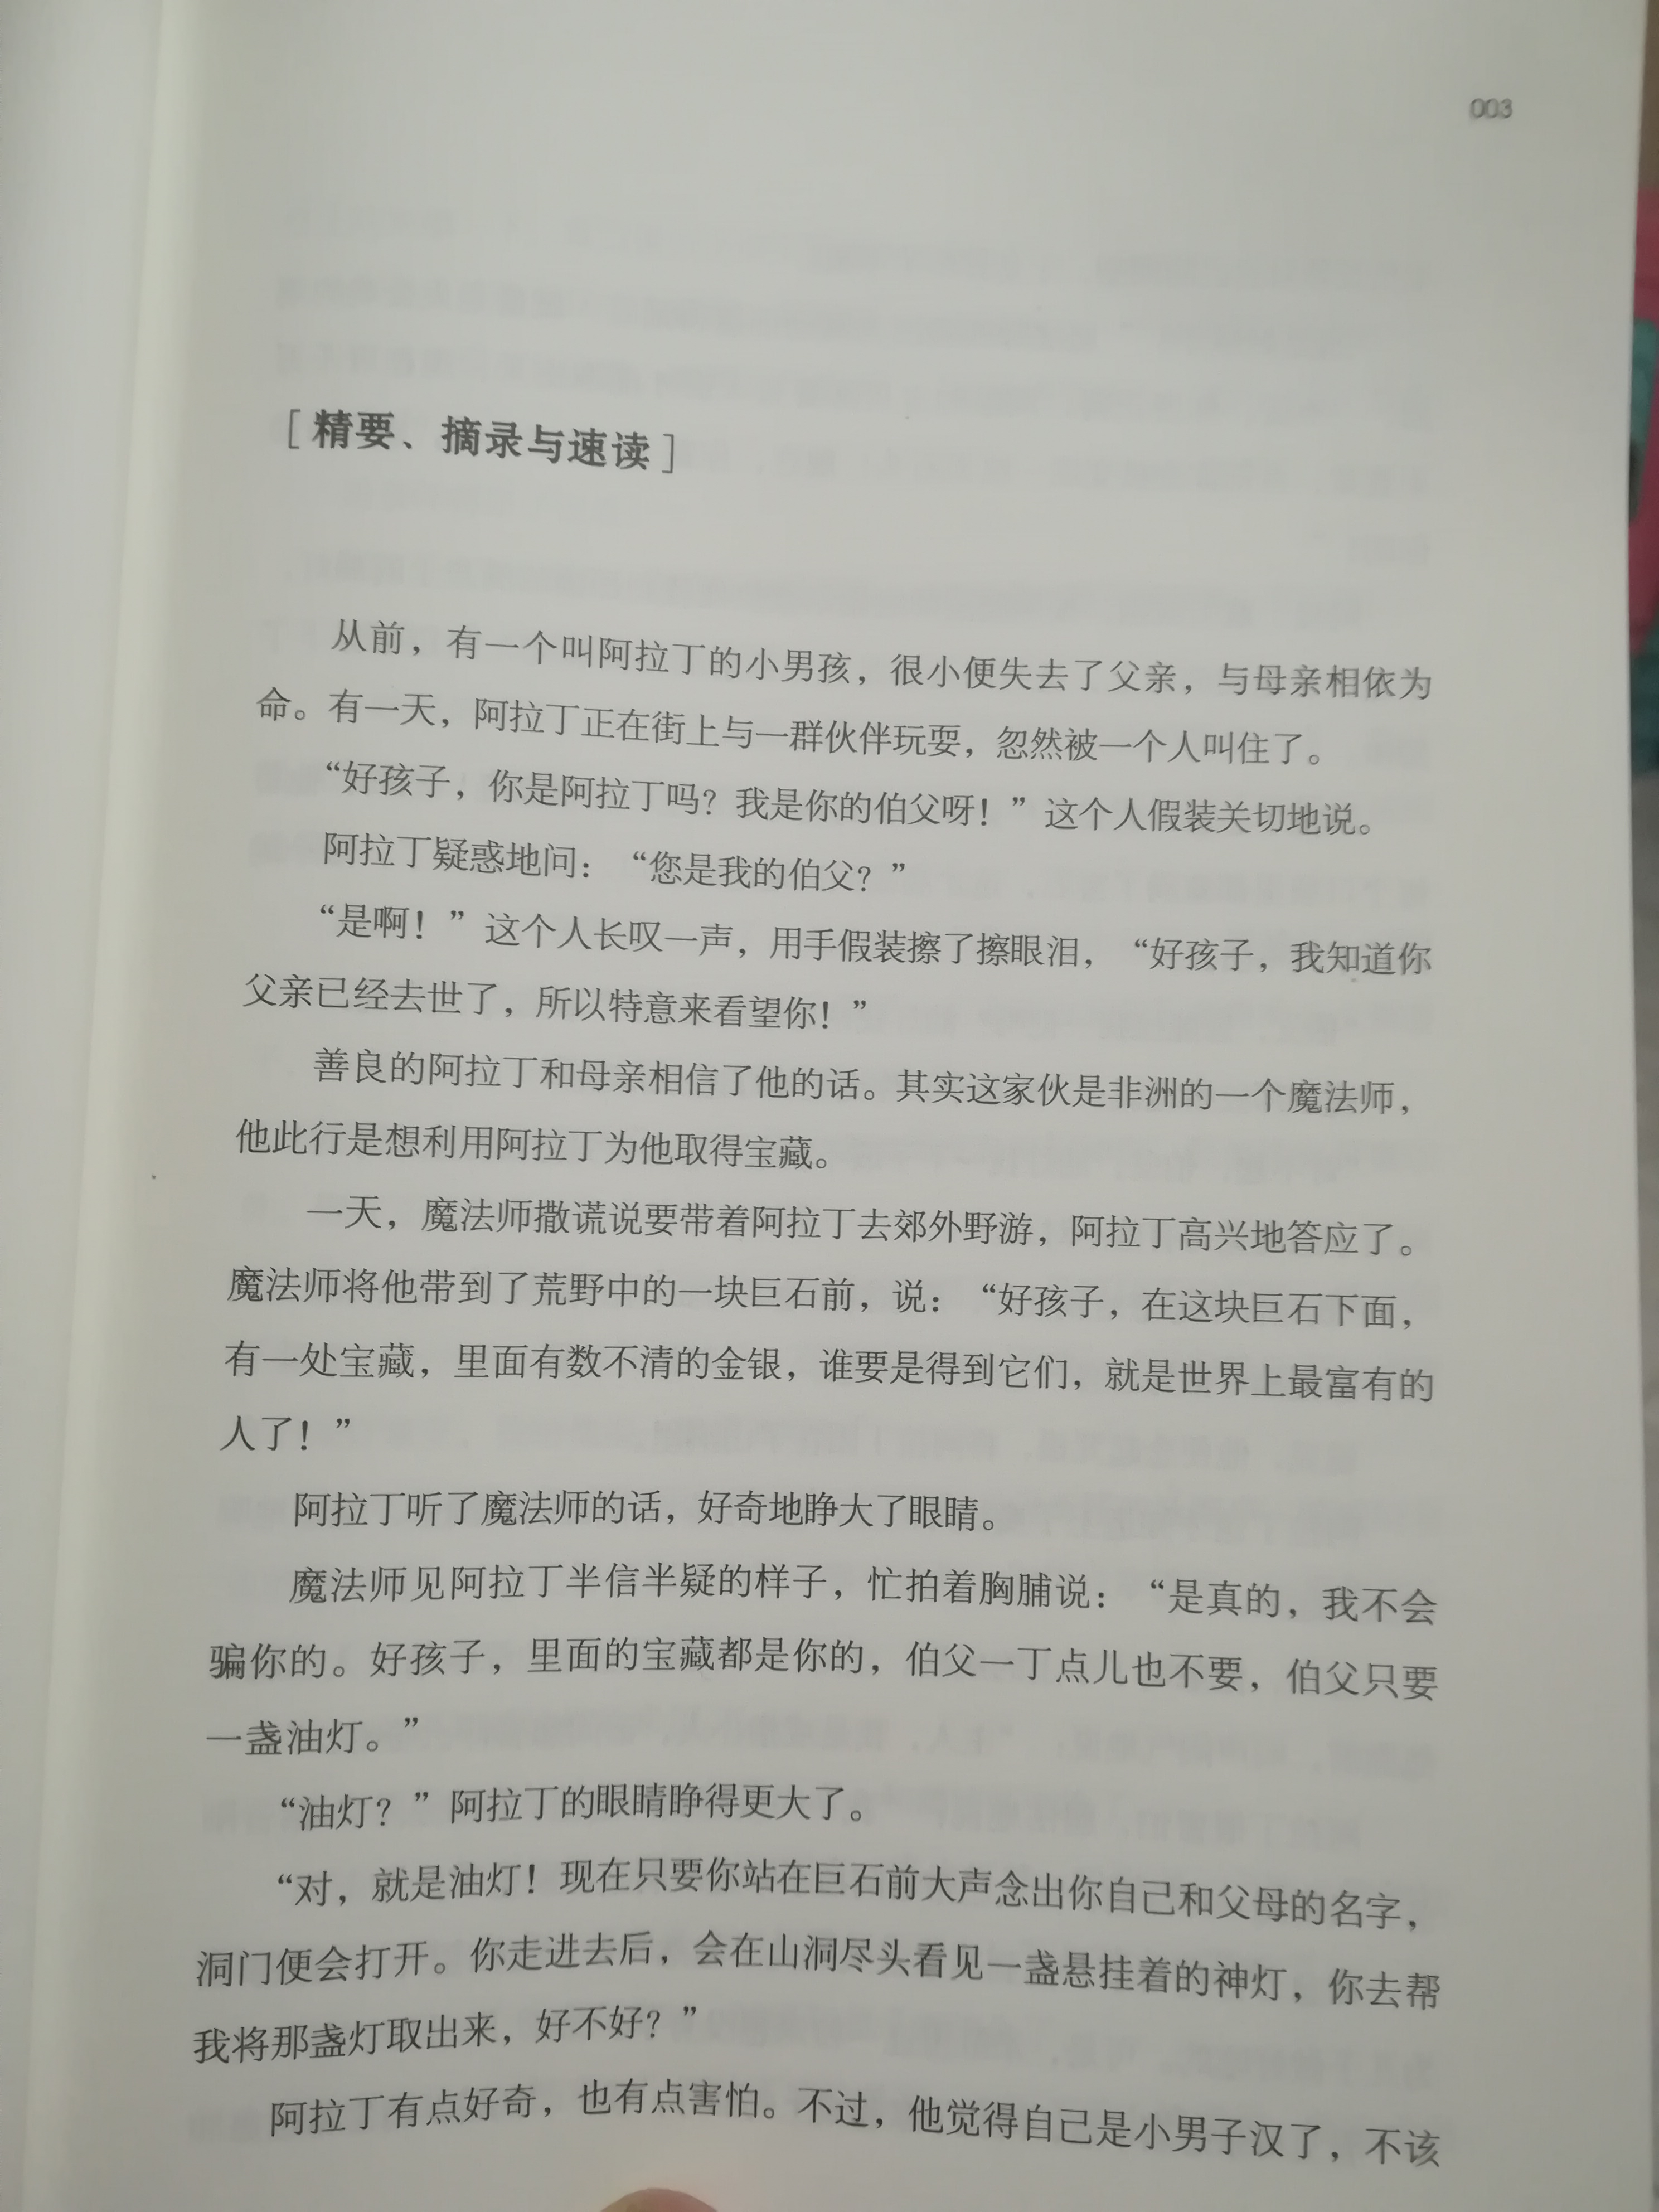 003
[精要、摘录与速读]
从前，有一个叫阿拉丁的小男孩，很小便失去了父亲，与母亲相依为
命。有一天，阿拉丁正在街上与一群伙伴玩耍，忽然被一个人叫住了。
“好孩子，你是阿拉丁吗？我是你的伯父呀！”这个人假装关切地说。
阿拉丁疑惑地问：“您是我的伯父？”
“是啊！”这个人长叹一声，用手假装擦了擦眼泪，“好孩子，我知道你
父亲已经去世了，所以特意来看望你！”
善良的阿拉丁和母亲相信了他的话。其实这家伙是非洲的一个魔法师，
他此行是想利用阿拉丁为他取得宝藏。
一天，魔法师撒谎说要带着阿拉丁去郊外野游，阿拉丁高兴地答应了。
魔法师将他带到了荒野中的一块巨石前，说：“好孩子，在这块巨石下面，
有一处宝藏，里面有数不清的金银，谁要是得到它们，就是世界上最富有的
人了！”
阿拉丁听了魔法师的话，好奇地睁大了眼睛。
魔法师见阿拉丁半信半疑的样子，忙拍着胸脯说：“是真的，我不会
骗你的。好孩子，里面的宝藏都是你的，伯父一丁点儿也不要，伯父只要
一盏油灯。”
“油灯？”阿拉丁的眼睛睁得更大了。
“对，就是油灯！现在只要你站在巨石前大声念出你自己和父母的名字，
洞门便会打开。你走进去后，会在山洞尽头看见一盏悬挂着的神灯，你去帮
我将那盏灯取出来，好不好？”
阿拉丁有点好奇，也有点害怕。不过，他觉得自己是小男子汉了，不该